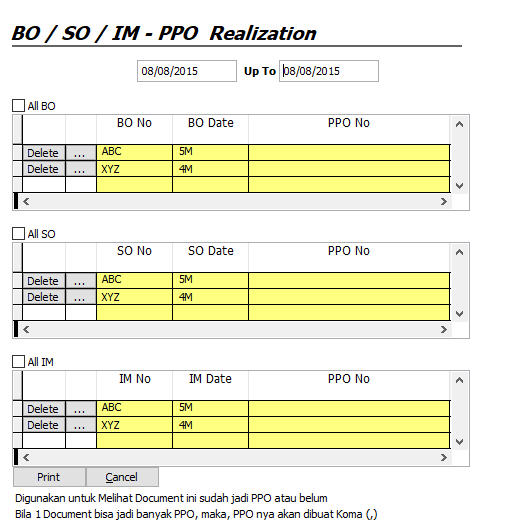 BO / SO / IM - PPO Realization
08/08/2015 Up To 08/08/2015
All BO
BO No BO Date PPO No
Delete ... ABC 5M
Delete ... XYZ 4M
All SO
SO No SO Date PPO No
Delete ... ABC 5M
Delete ... XYZ 4M
All IM
IM No IM Date PPO No
Delete ... ABC 5M
Delete ... XYZ 4M
Print Cancel
Digunakan untuk Melihat Document ini sudah jadi PPO atau belum
Bila 1 Document bisa jadi banyak PPO, maka, PPO nya akan dibuat Koma (,)